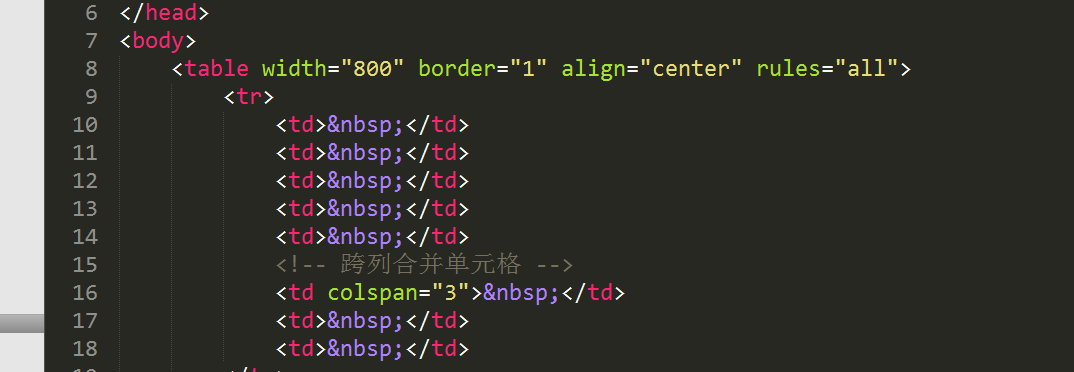 6 </head>
7 <body>
8 <table width="800" border="1" align="center" rules="all">
9 <tr>
10 <td>&nbsp;</td>
11 <td>&nbsp;</td>
12 <td>&nbsp;</td>
13 <td>&nbsp;</td>
14 <td>&nbsp;</td>
15 <!-- 跨列合并单元格 -->
16 <td colspan="3">&nbsp;</td>
17 <td>&nbsp;</td>
18 <td>&nbsp;</td>